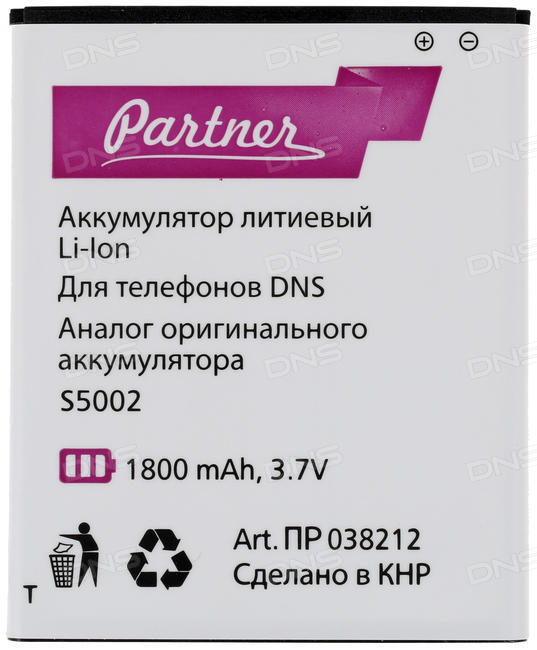 + -
Partner
Аккумулятор литиевый
Li-Ion
Для телефонов DNS
Аналог оригинального
аккумулятора
S5002
1800 mAh, 3.7V
Art. ПР 038212
Сделано в КНР
T
DNS